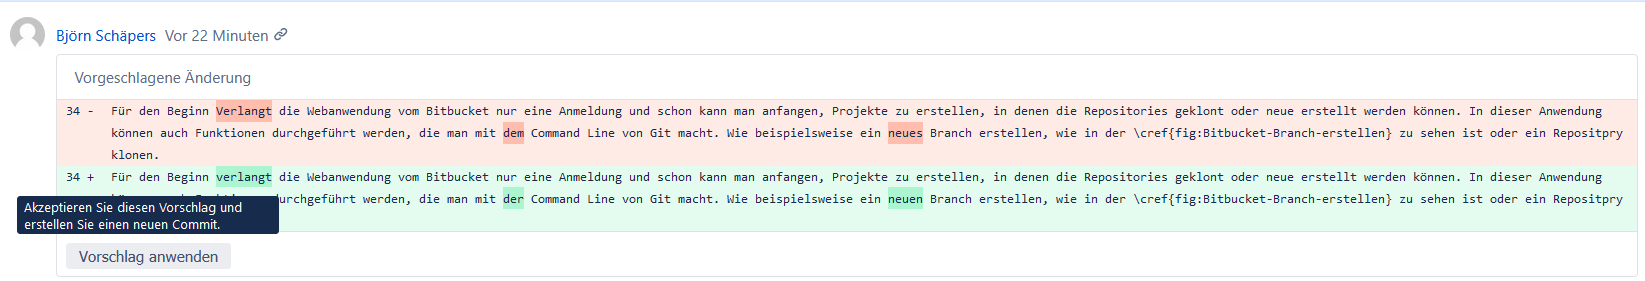 Björn Schäpers Vor 22 Minuten
Vorgeschlagene Änderung
34 - Für den Beginn Verlangt die Webanwendung vom Bitbucket nur eine Anmeldung und schon kann man anfangen, Projekte zu erstellen, in denen die Repositories geklont oder neue erstellt werden können. In dieser Anwendung
können auch Funktionen durchgeführt werden, die man mit dem Command Line von Git macht. Wie beispielsweise ein neues Branch erstellen, wie in der \cref{fig:Bitbucket-Branch-erstellen} zu sehen ist oder ein Repositpry
klonen.
34 + Für den Beginn verlangt die Webanwendung vom Bitbucket nur eine Anmeldung und schon kann man anfangen, Projekte zu erstellen, in denen die Repositories geklont oder neue erstellt werden können. In dieser Anwendung
durchgeführt werden, die man mit der Command Line von Git macht. Wie beispielsweise ein neuen Branch erstellen, wie in der \cref{fig:Bitbucket-Branch-erstellen} zu sehen ist oder ein Repositpry
Akzeptieren Sie diesen Vorschlag und
erstellen Sie einen neuen Commit.
Vorschlag anwenden